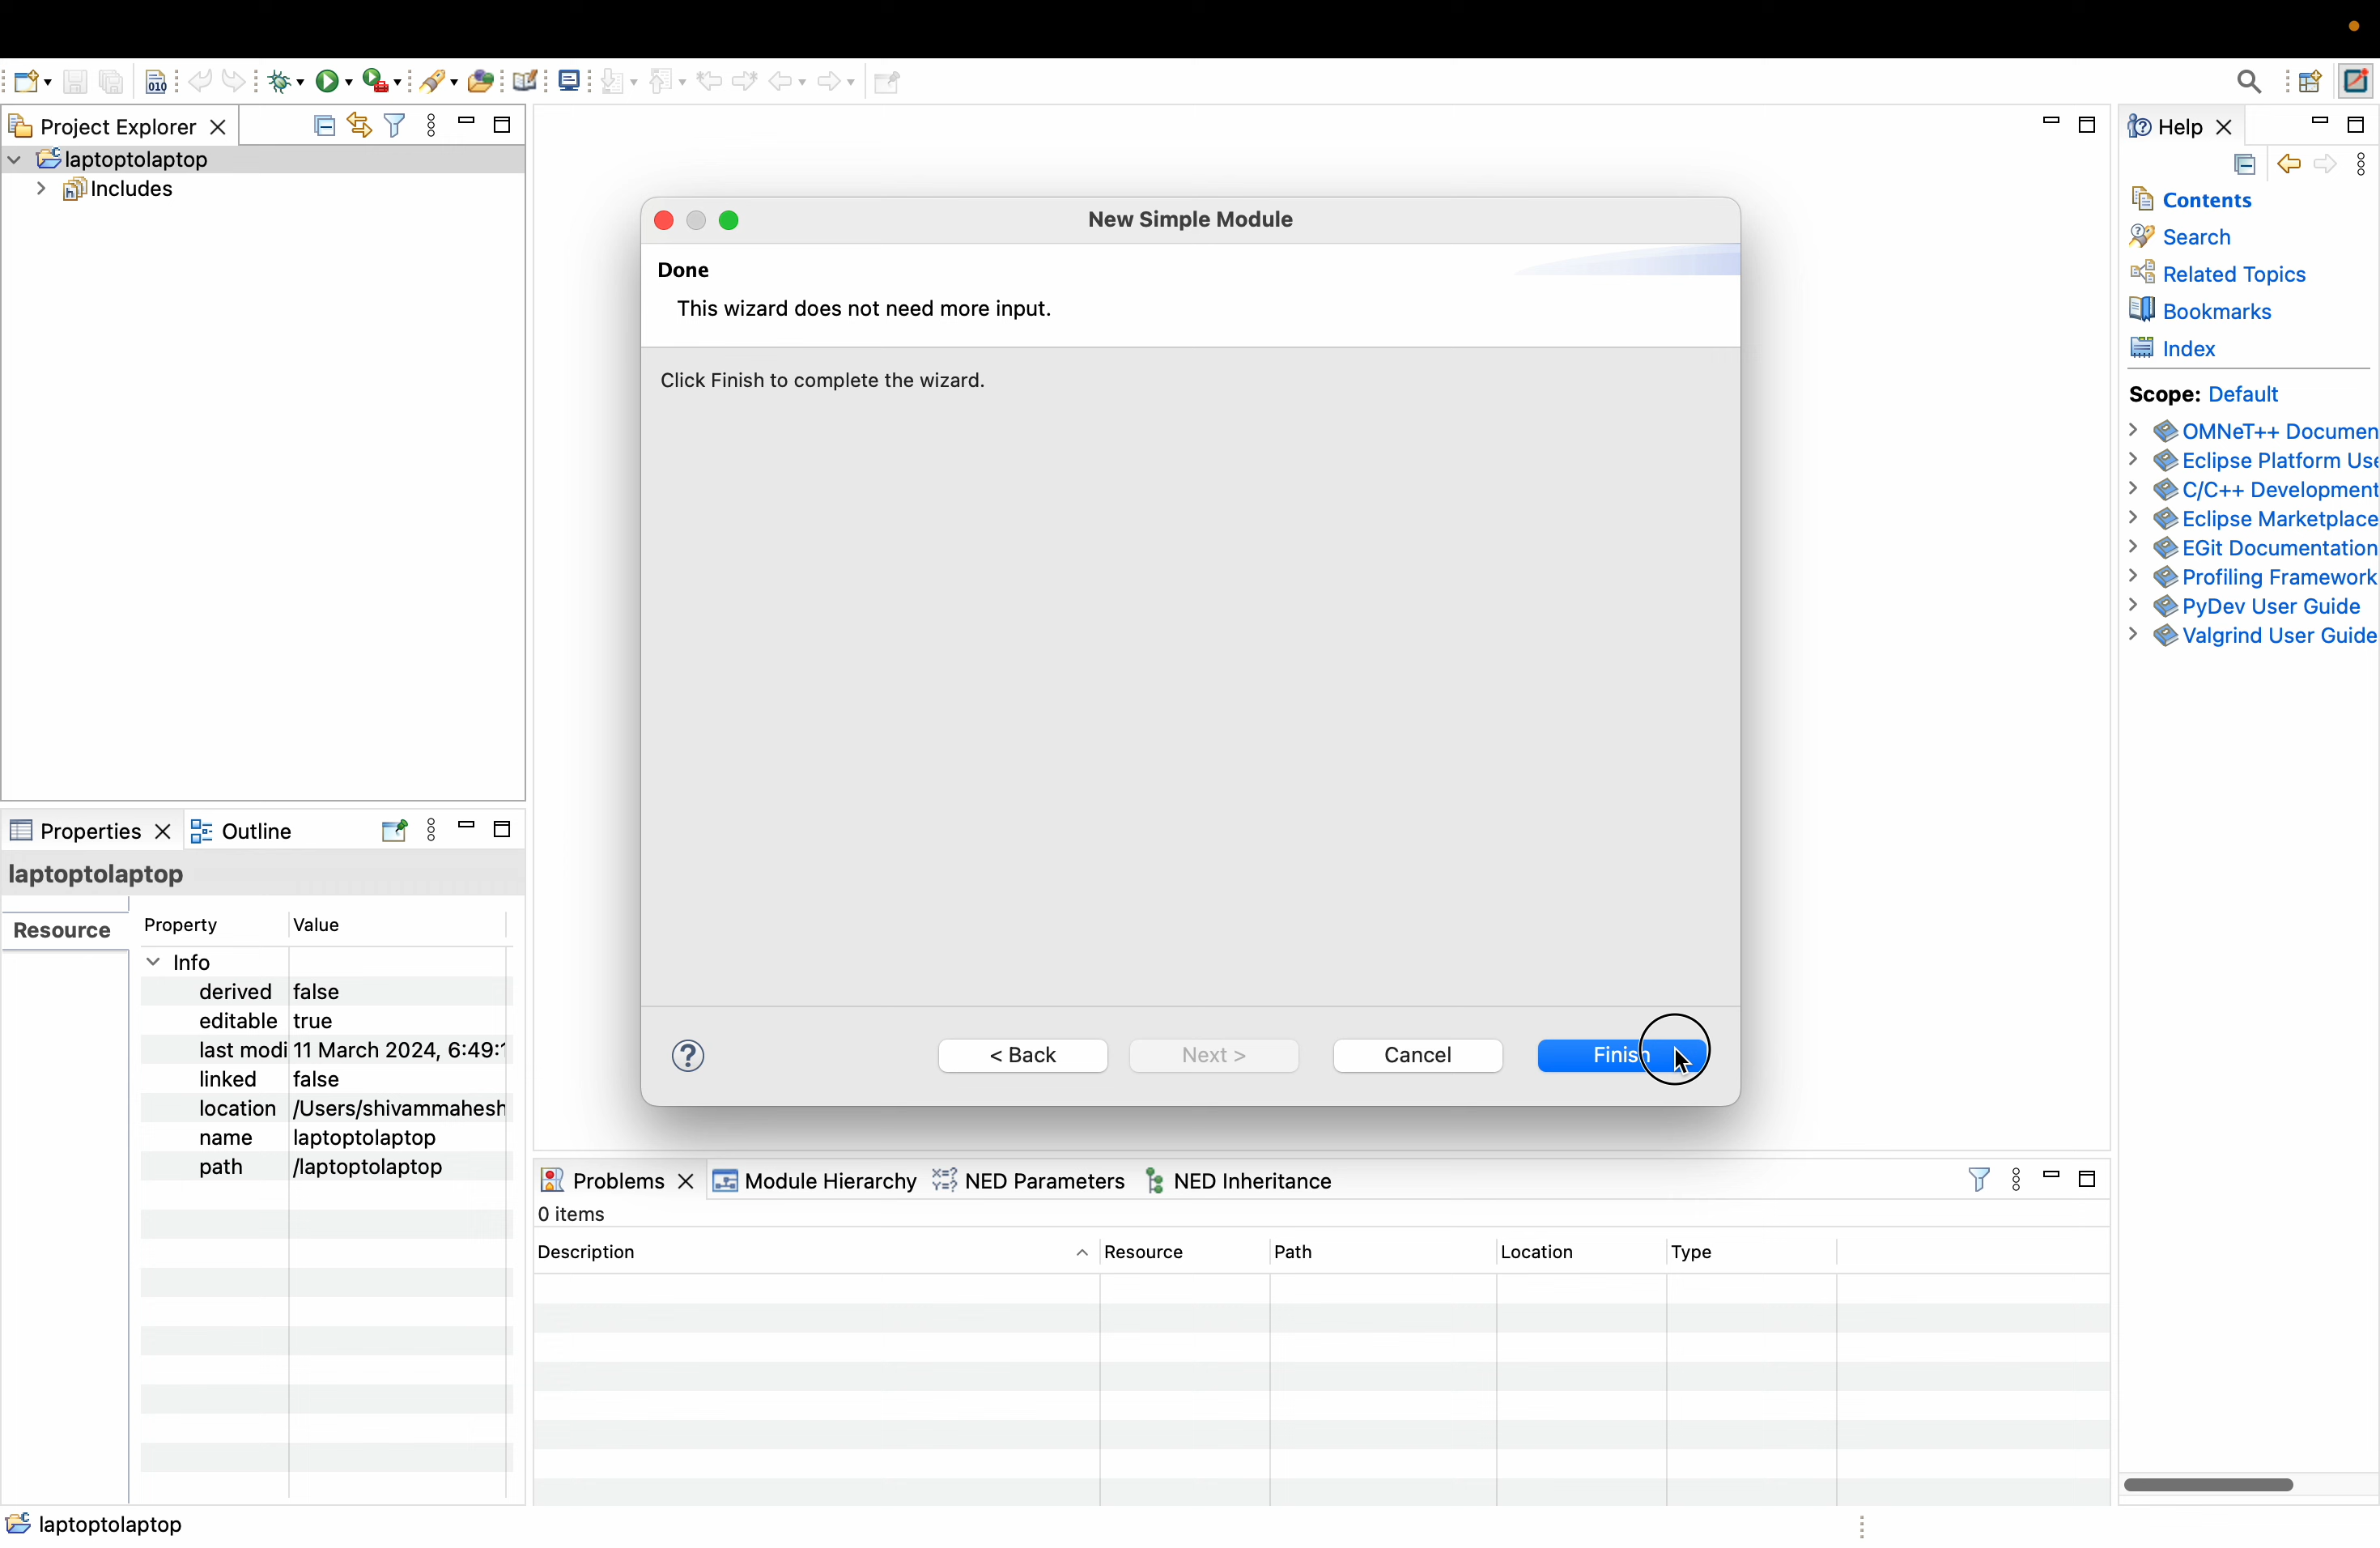 Project Explorer
laptoptolaptop
Includes
New Simple Module
Done
This wizard does not need more input.
Click Finish to complete the wizard.
< Back
Next >
Cancel
Finish
Help
Contents
Search
Related Topics
Bookmarks
Index
Scope: Default
OMNeT++ Documen
Eclipse Platform Use
C/C++ Development
Eclipse Marketplace
EGit Documentation
Profiling Framework
PyDev User Guide
Valgrind User Guide
Properties
Outline
laptoptolaptop
Resource
Property Value
Info
derived false
editable true
last modi 11 March 2024, 6:49:1
linked false
location /Users/shivammahesh
name laptoptolaptop
path /laptoptolaptop
Problems
Module Hierarchy
NED Parameters
NED Inheritance
0 items
Description Resource Path Location Type
laptoptolaptop